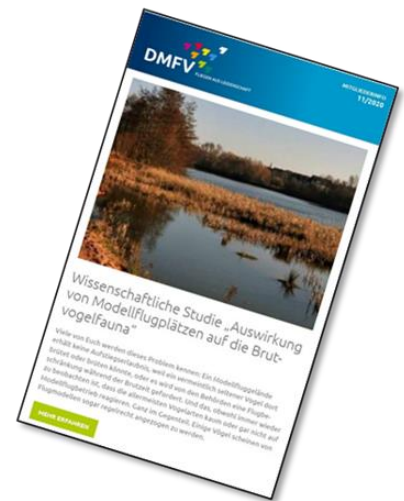 DMFV
FLIEGEN AUS LEIDENSCHAFT
MITGLIEDERINFO
11/2020
Wissenschaftliche Studie „Auswirkung
von Modellflugplätzen auf die Brut-
vogelfauna“
Viele von Euch werden dieses Problem kennen: Ein Modellfluggelände
erhält keine Aufstiegserlaubnis, weil ein vermeintlich seltener Vogel dort
brütet oder brüten könnte, oder es wird von den Behörden eine Flugbe-
schränkung während der Brutzeit gefordert. Und das, obwohl immer wieder
zu beobachten ist, dass die allermeisten Vogelarten kaum oder gar nicht auf
Modellflugbetrieb reagieren. Ganz im Gegenteil. Einige Vögel scheinen von
Flugmodellen sogar regelrecht angezogen zu werden.
MEHR ERFAHREN